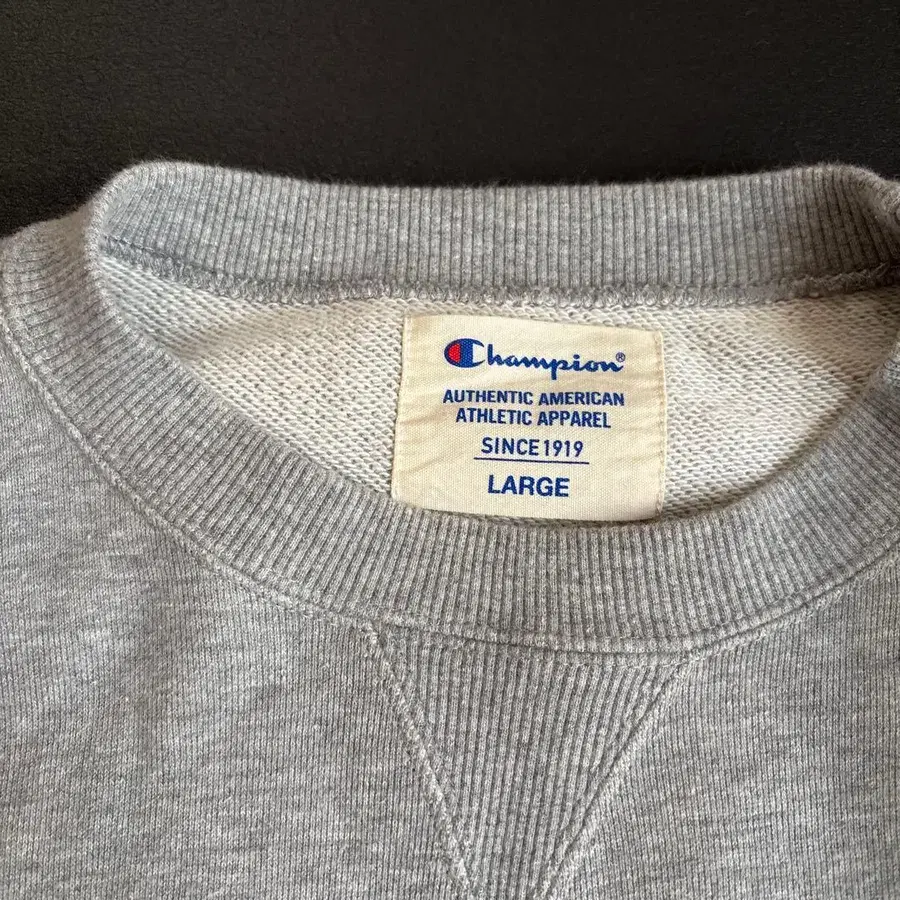 Champion®
AUTHENTIC AMERICAN
ATHLETIC APPAREL
SINCE 1919
LARGE